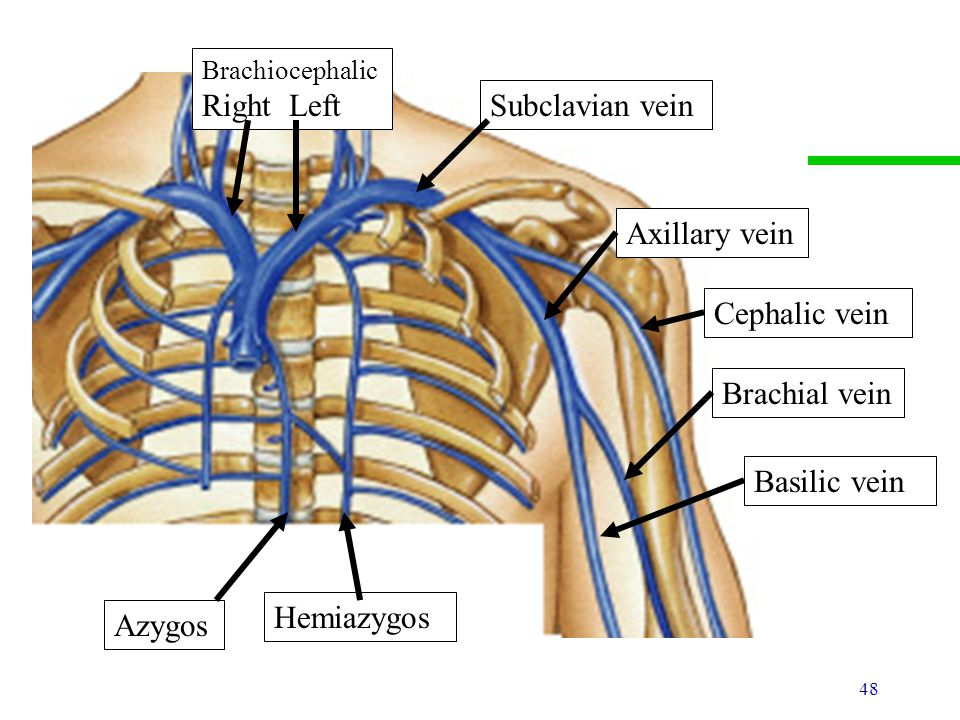 Brachiocephalic
Right Left
Subclavian vein
Axillary vein
Cephalic vein
Brachial vein
Basilic vein
Azygos
Hemiazygos
48